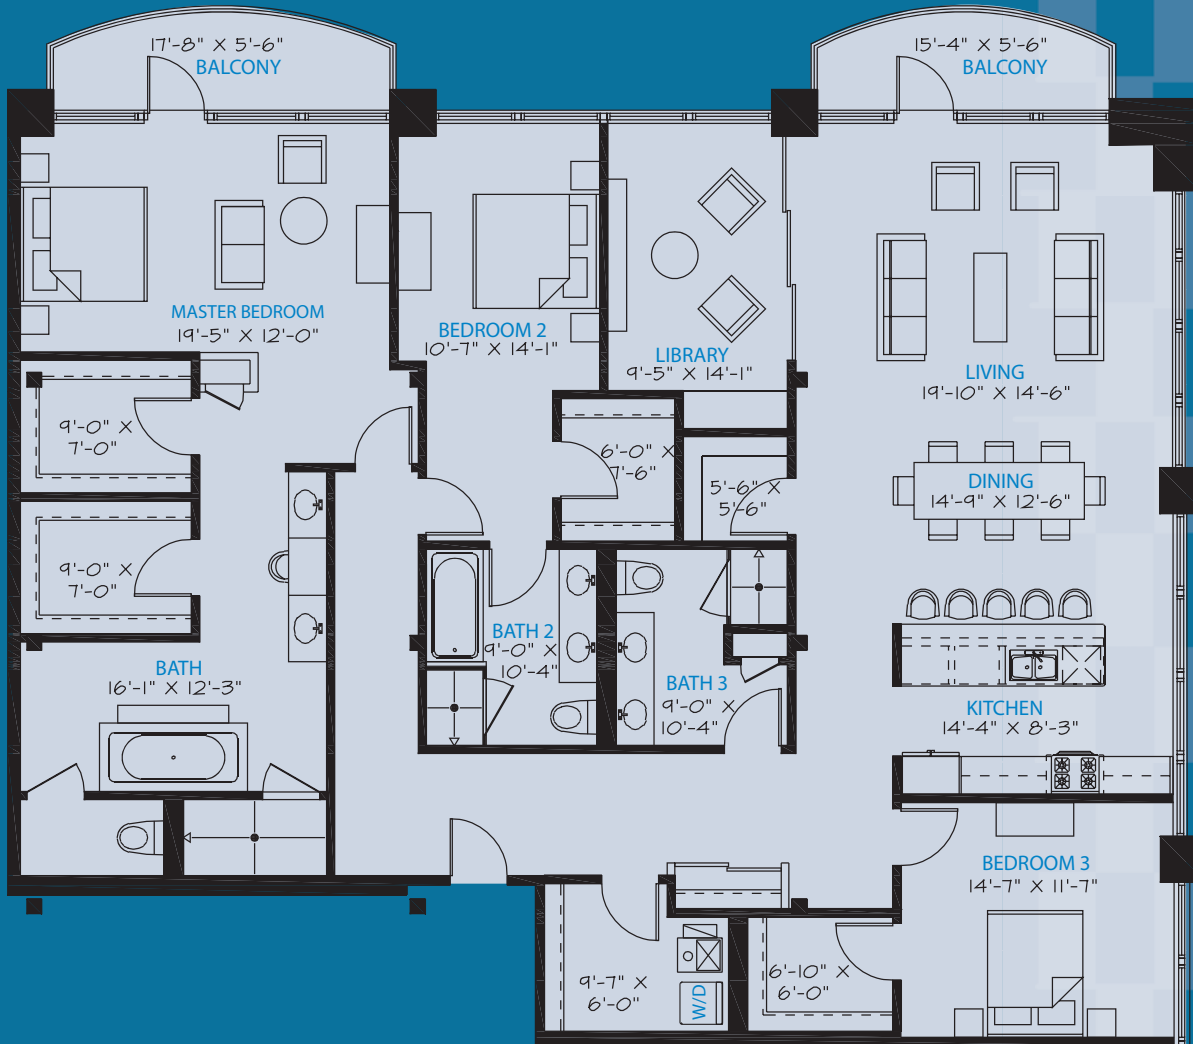 17'-8" X 5'-6"
BALCONY
15'-4" X 5'-6"
BALCONY
MASTER BEDROOM
19'-5" X 12'-0"
BEDROOM 2
10'-7" X 14'-1"
LIBRARY
9'-5" X 14'-1"
LIVING
19'-10" X 14'-6"
9'-0" X
7'-0"
6'-0" X
7'-6"
5'-6" X
5'-6"
DINING
14'-9" X 12'-6"
9'-0" X
7'-0"
BATH
16'-1" X 12'-3"
BATH 2
9'-0" X
10'-4"
BATH 3
9'-0" X
10'-4"
KITCHEN
14'-4" X 8'-3"
BEDROOM 3
14'-7" X 11'-7"
9'-7" X
6'-0"
W/D
6'-10" X
6'-0"